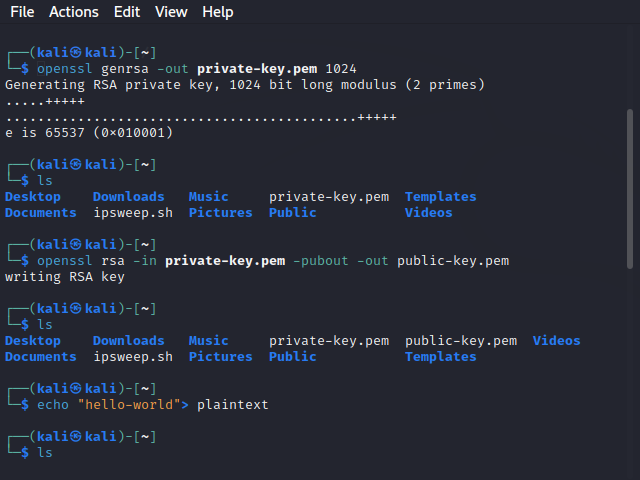 File Actions Edit View Help
┌──(kali㉿kali)-[~]
└─$ openssl genrsa -out private-key.pem 1024
Generating RSA private key, 1024 bit long modulus (2 primes)
.....+++++
............................................+++++
e is 65537 (0×010001)
┌──(kali㉿kali)-[~]
└─$ ls
Desktop Downloads Music private-key.pem Templates
Documents ipsweep.sh Pictures Public Videos
┌──(kali㉿kali)-[~]
└─$ openssl rsa -in private-key.pem -pubout -out public-key.pem
writing RSA key
┌──(kali㉿kali)-[~]
└─$ ls
Desktop Downloads Music private-key.pem public-key.pem Videos
Documents ipsweep.sh Pictures Public Templates
┌──(kali㉿kali)-[~]
└─$ echo "hello-world"> plaintext
┌──(kali㉿kali)-[~]
└─$ ls